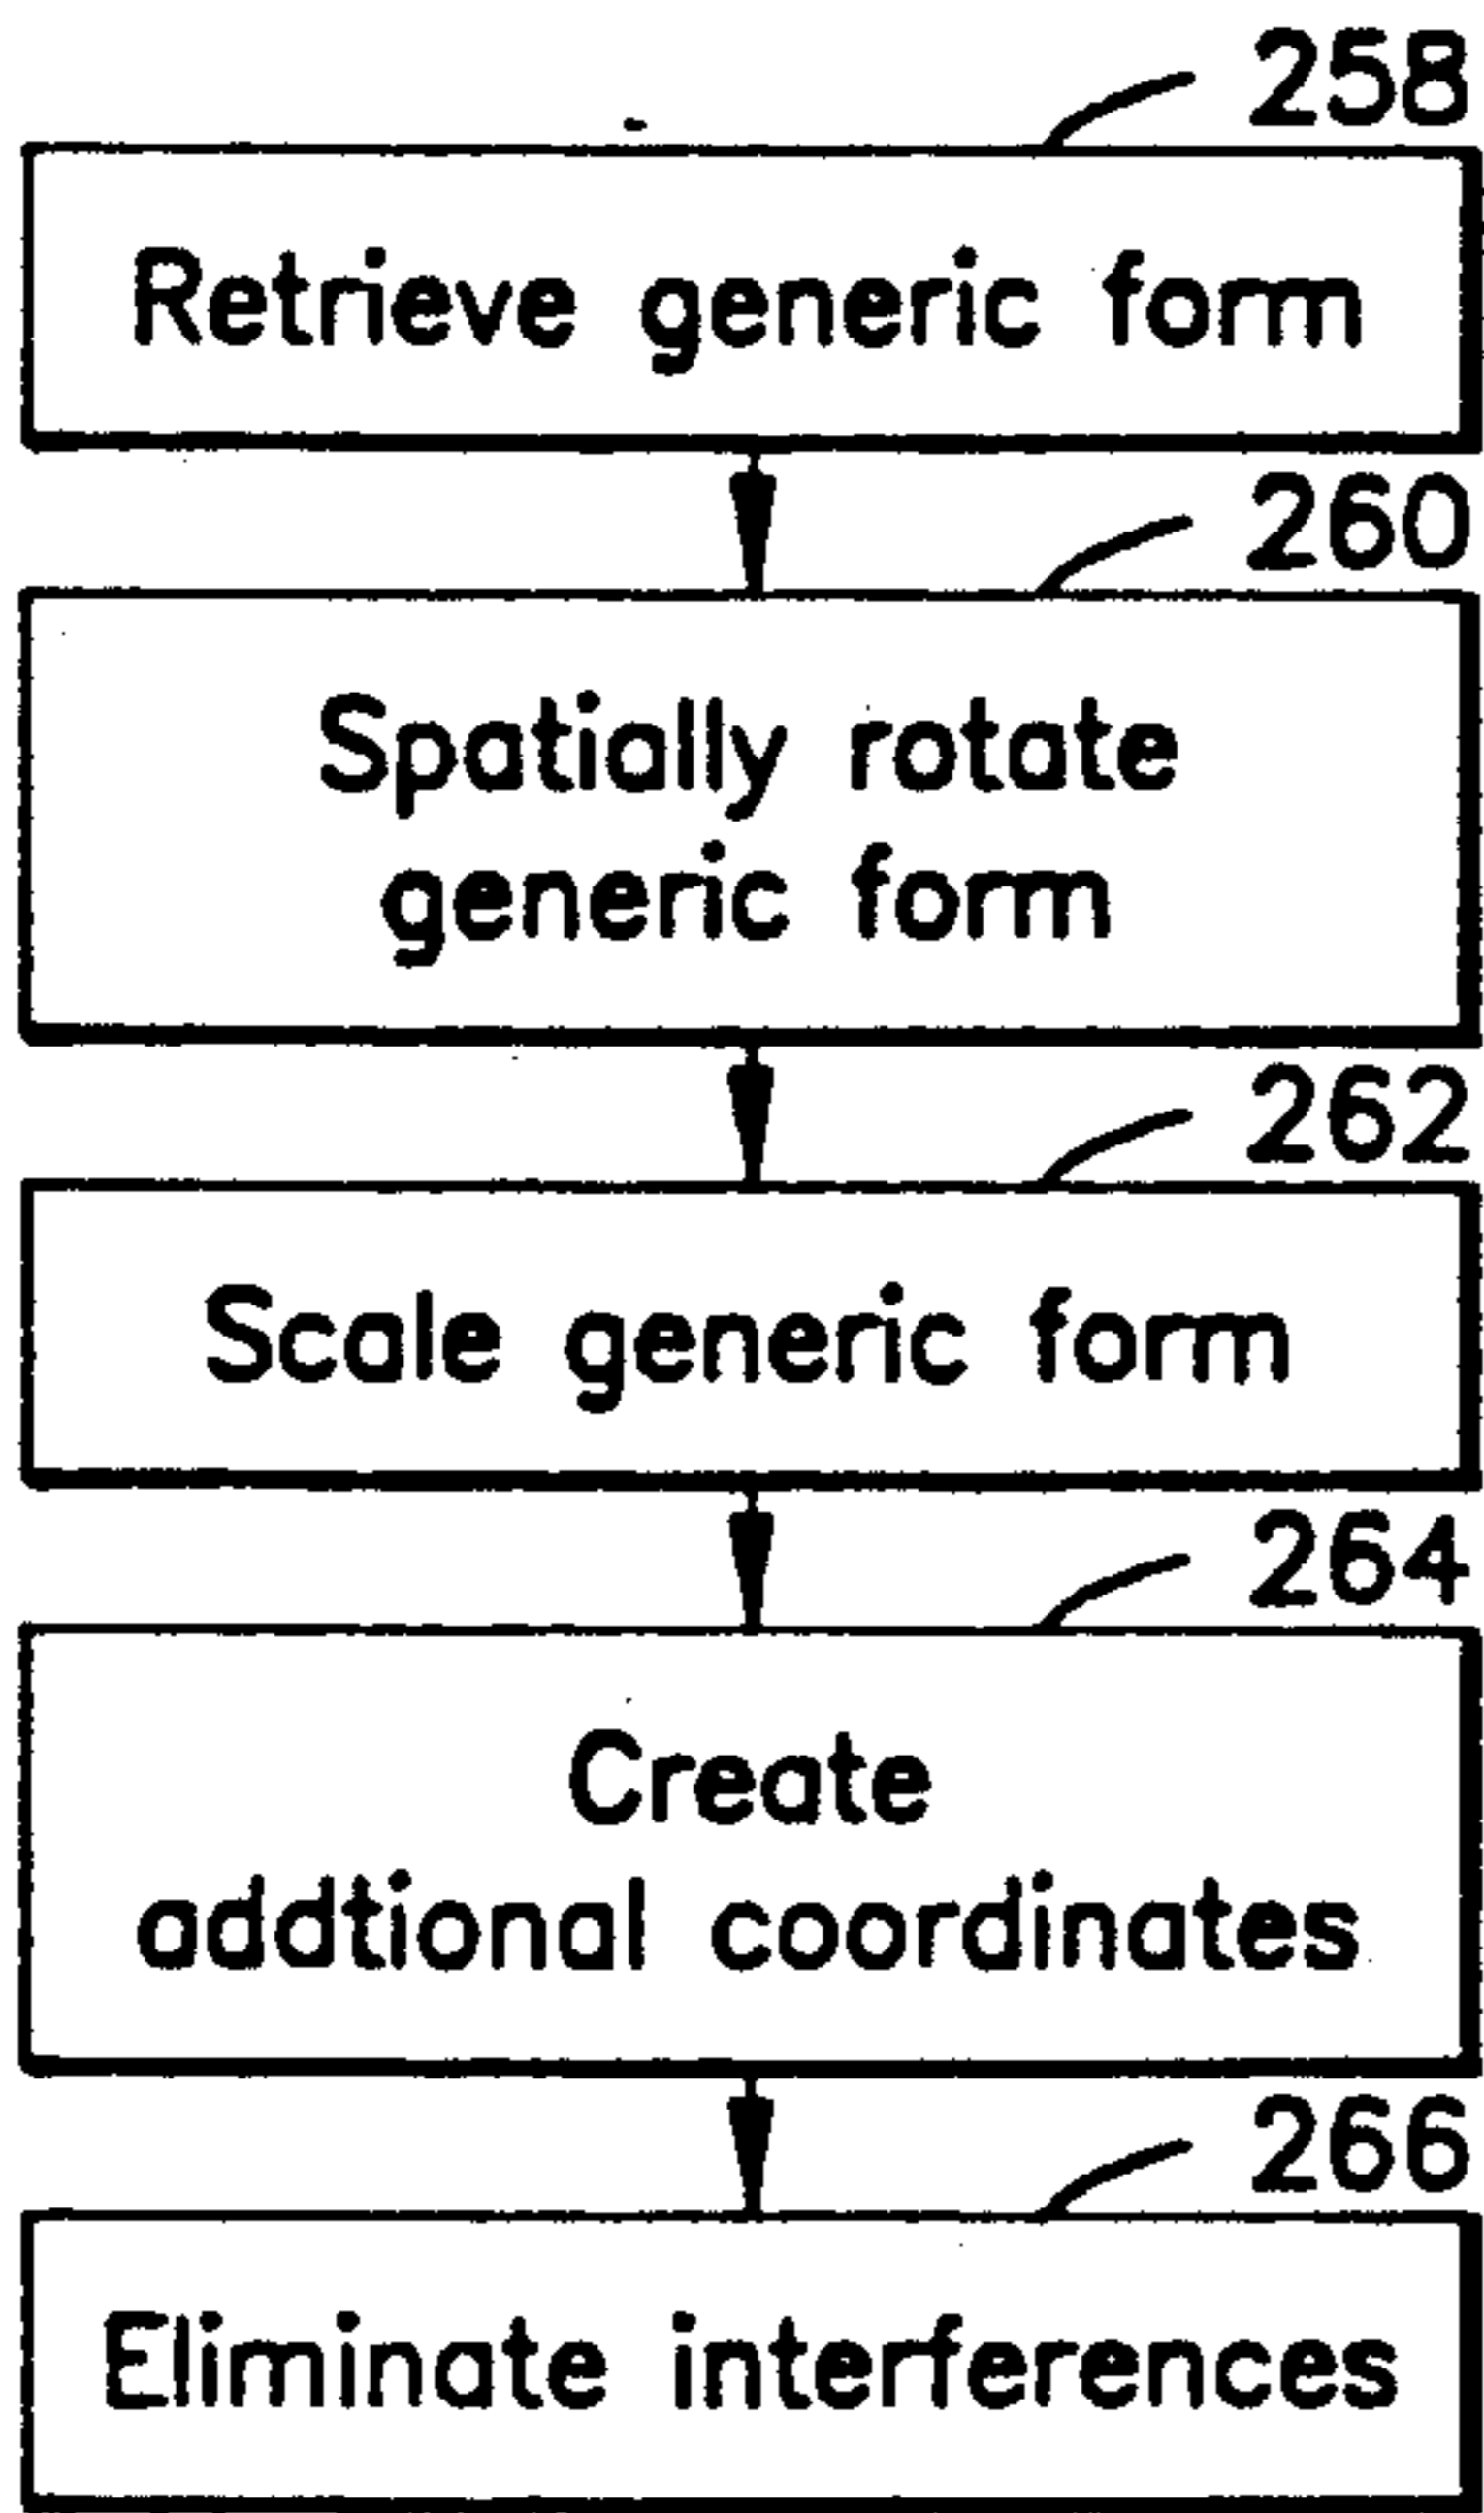 258
Retrieve generic form
260
Spatially rotate
generic form
262
Scale generic form
264
Create
addtional coordinates
266
Eliminate interferences